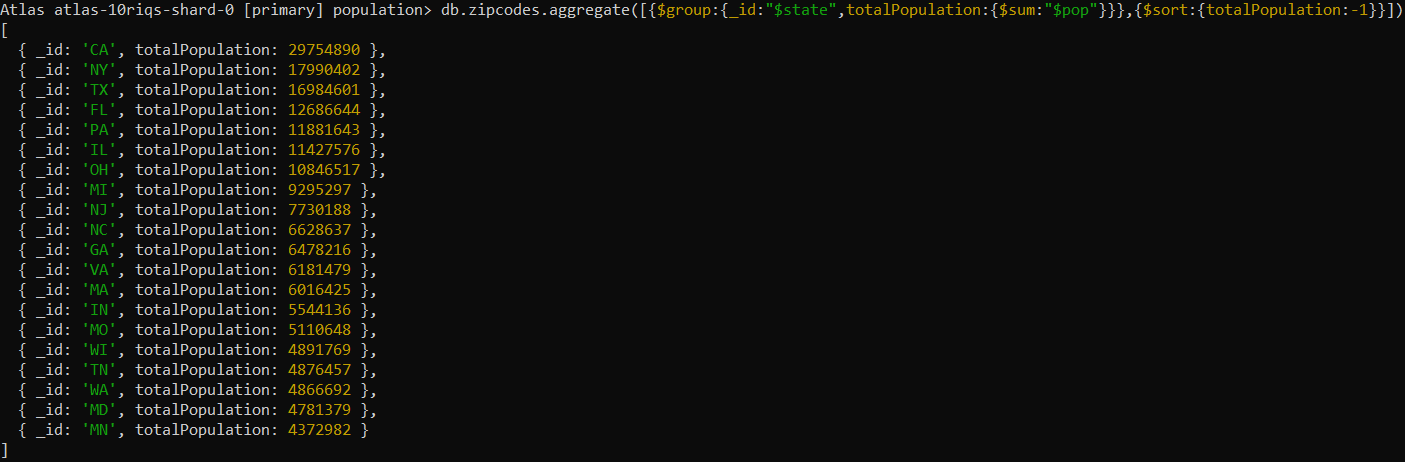 Atlas atlas-10riqs-shard-0 [primary] population> db.zipcodes.aggregate([{$group:{_id:"$state",totalPopulation:{$sum:"$pop"}}},{$sort:{totalPopulation:-1}}])
[
  { _id: 'CA', totalPopulation: 29754890 },
  { _id: 'NY', totalPopulation: 17990402 },
  { _id: 'TX', totalPopulation: 16984601 },
  { _id: 'FL', totalPopulation: 12686644 },
  { _id: 'PA', totalPopulation: 11881643 },
  { _id: 'IL', totalPopulation: 11427576 },
  { _id: 'OH', totalPopulation: 10846517 },
  { _id: 'MI', totalPopulation: 9295297 },
  { _id: 'NJ', totalPopulation: 7730188 },
  { _id: 'NC', totalPopulation: 6628637 },
  { _id: 'GA', totalPopulation: 6478216 },
  { _id: 'VA', totalPopulation: 6181479 },
  { _id: 'MA', totalPopulation: 6016425 },
  { _id: 'IN', totalPopulation: 5544136 },
  { _id: 'MO', totalPopulation: 5110648 },
  { _id: 'WI', totalPopulation: 4891769 },
  { _id: 'TN', totalPopulation: 4876457 },
  { _id: 'WA', totalPopulation: 4866692 },
  { _id: 'MD', totalPopulation: 4781379 },
  { _id: 'MN', totalPopulation: 4372982 }
]